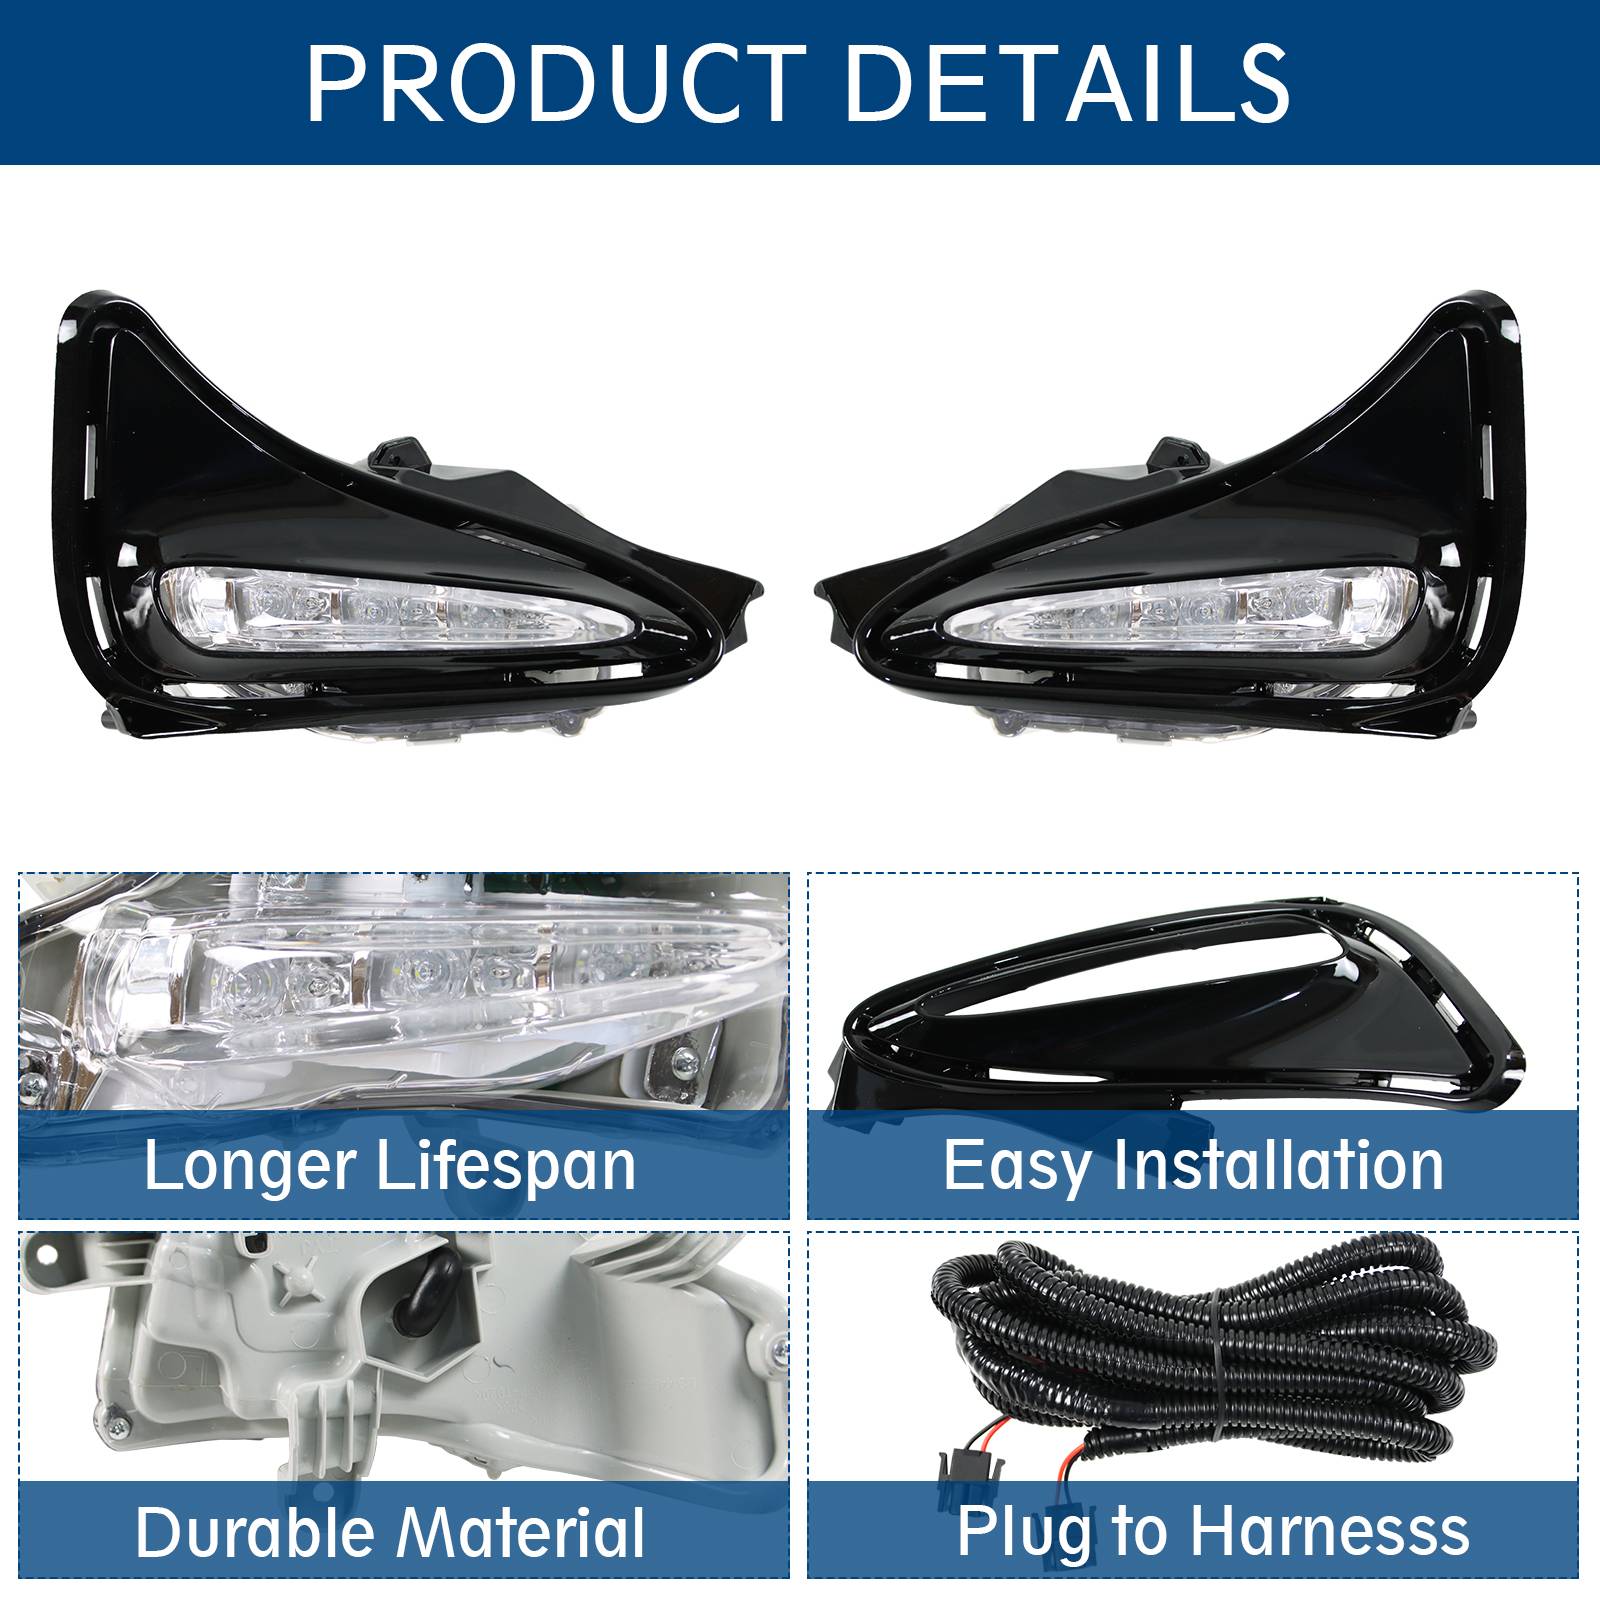 PRODUCT DETAILS
Longer Lifespan
Easy Installation
Durable Material
Plug to Harnesss